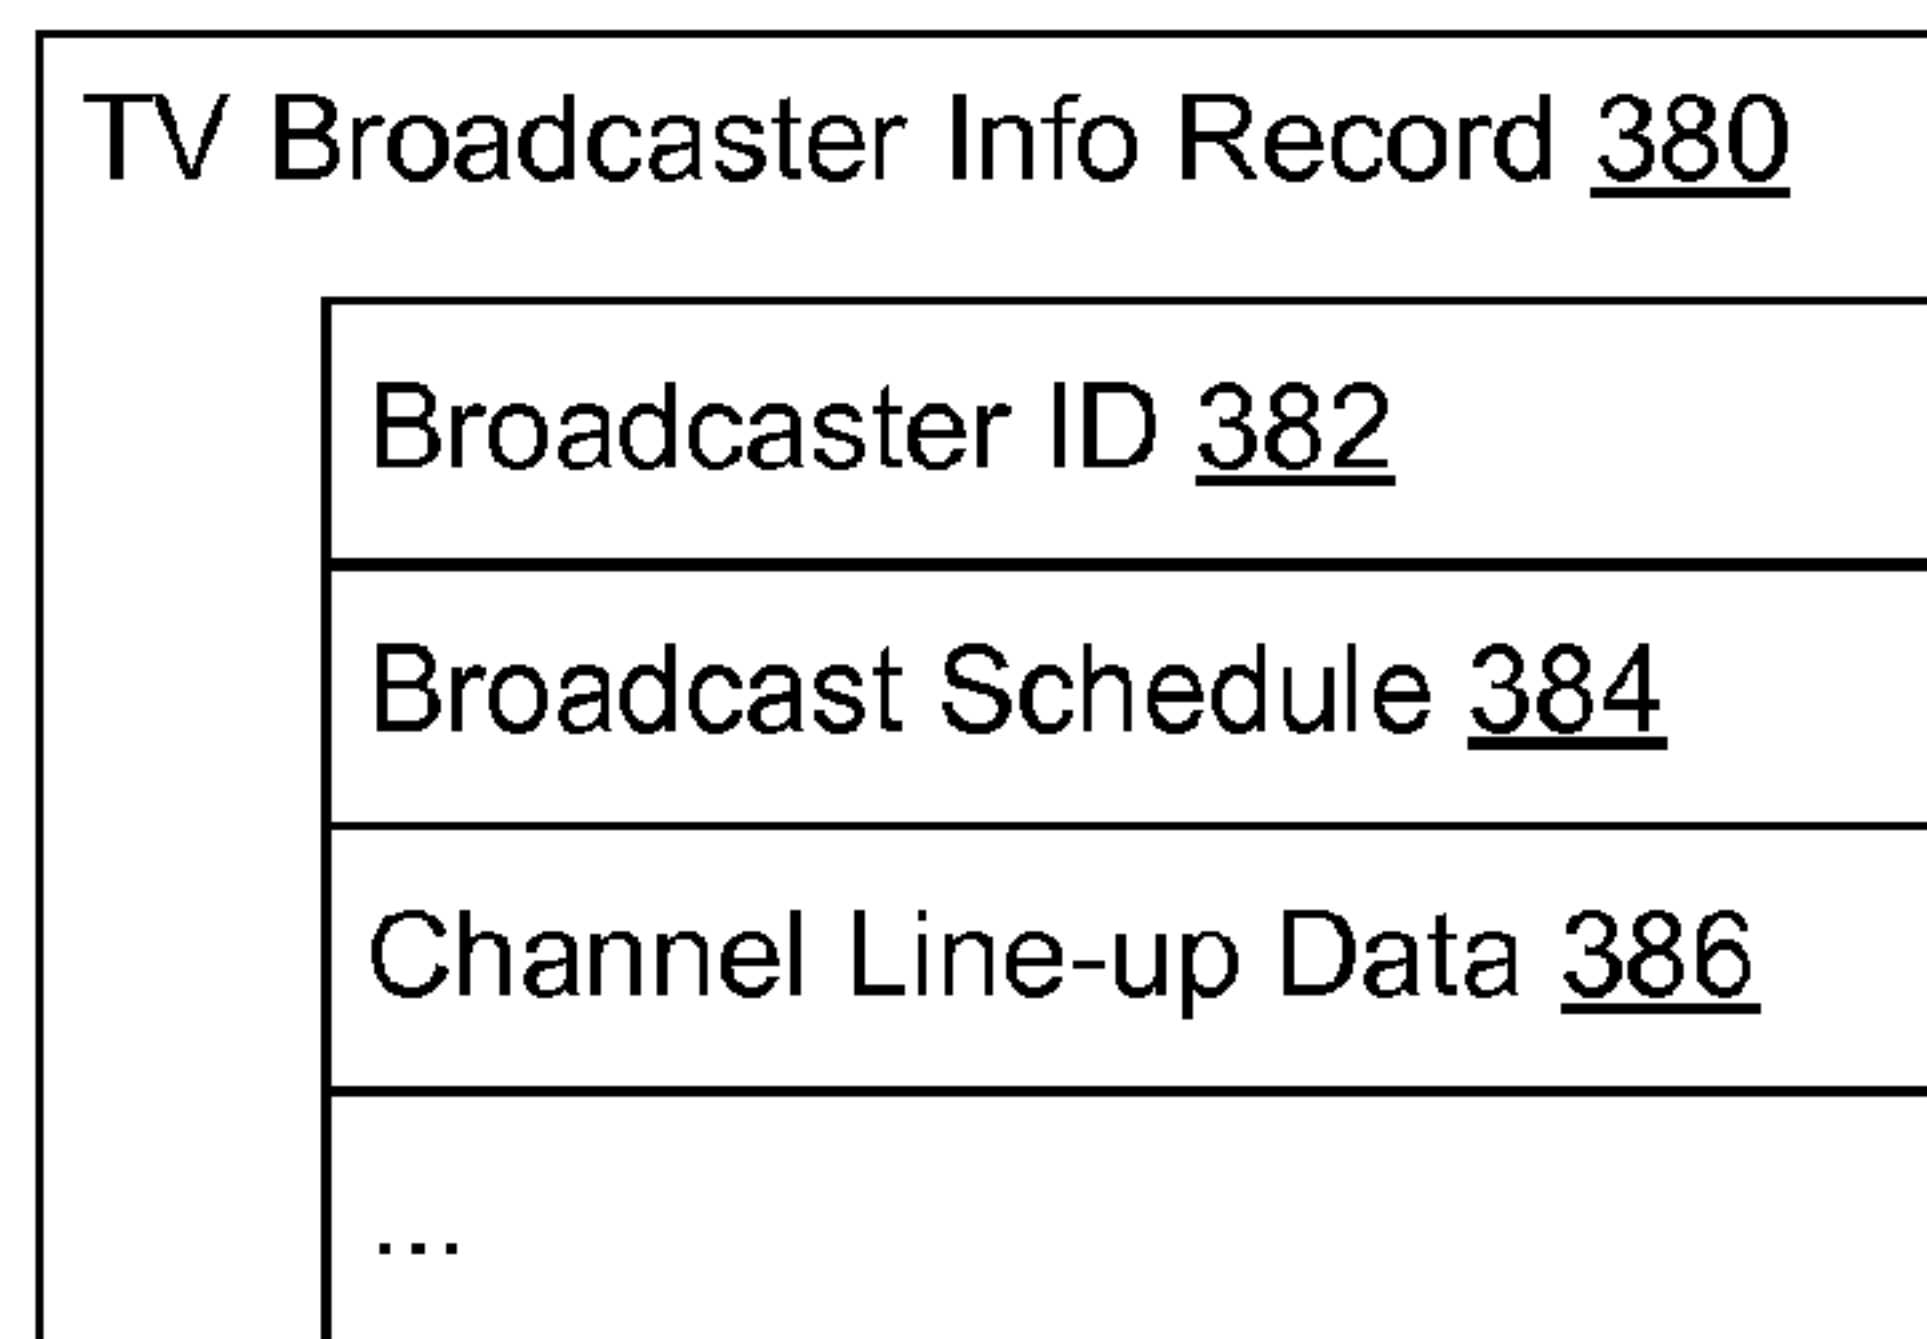 TV Broadcaster Info Record 380
Broadcaster ID 382
Broadcast Schedule 384
Channel Line-up Data 386
...